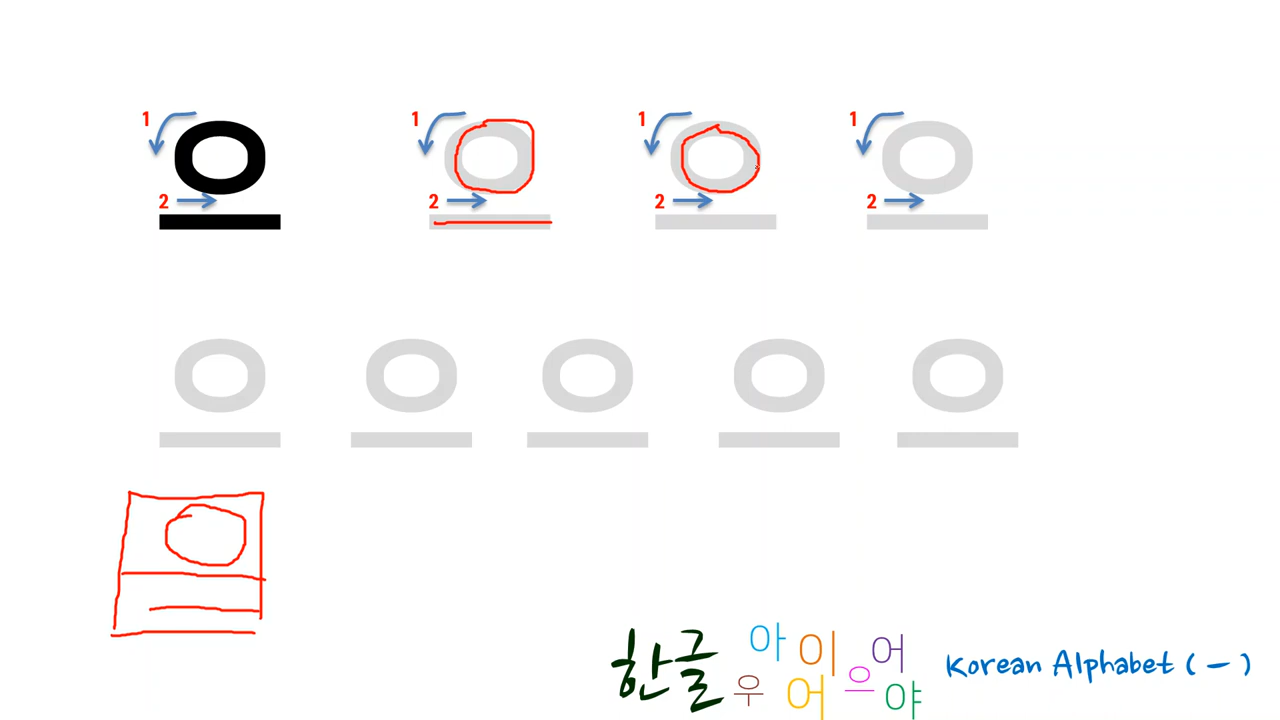 1 1 1 1
으 으 으 으
2 2 2 2
으 으 으 으 으
으
한글 아 이 어 우 어 으 야 Korean Alphabet (ㅡ)